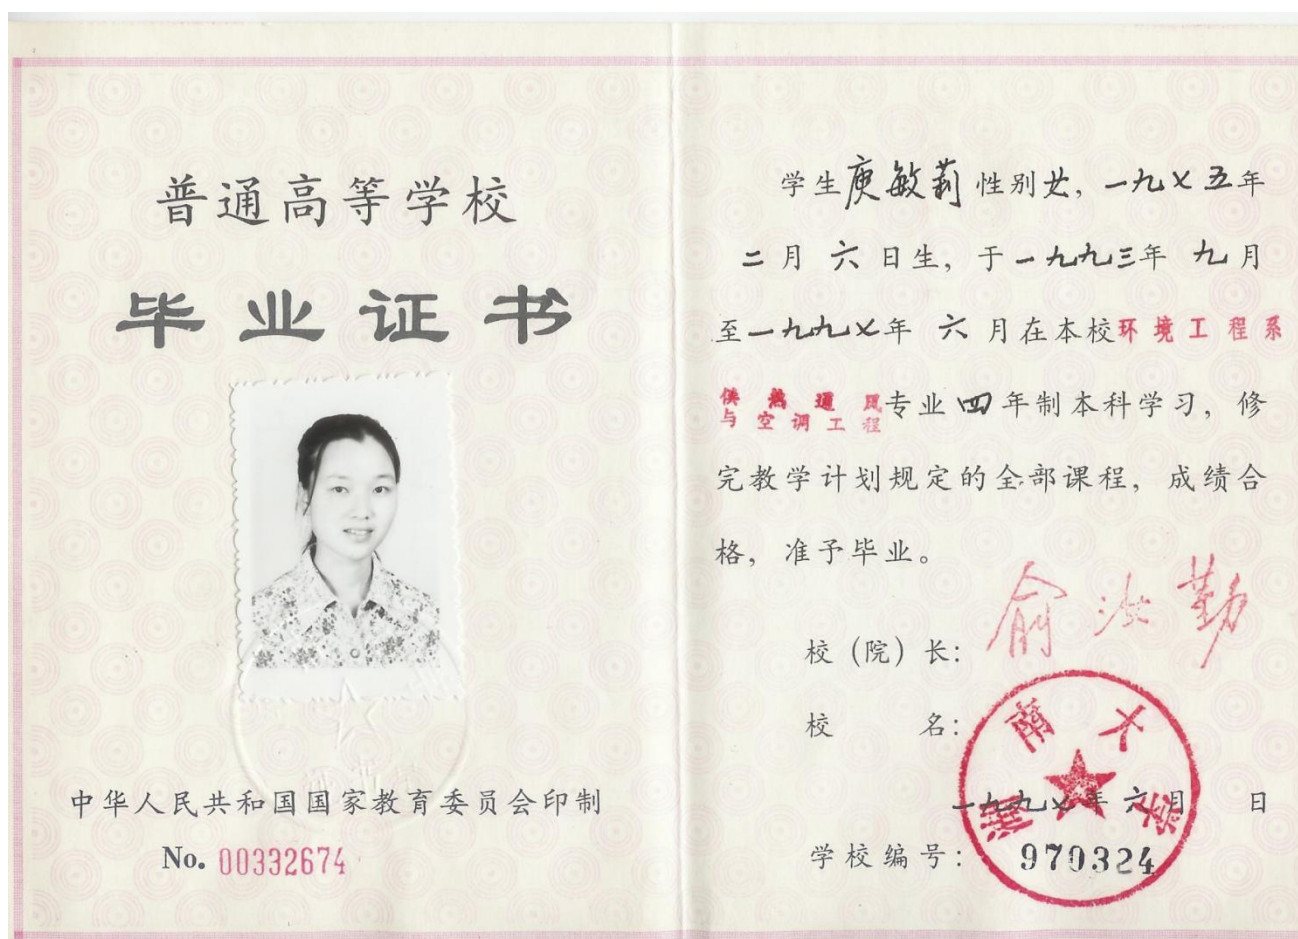 普通高等学校
毕业证书
中华人民共和国国家教育委员会印制
No. 00332674
学生庾敏莉性别女，一九七五年
二月六日生，于一九九三年九月
至一九九七年六月在本校环境工程系
供热通风与空调工程专业四年制本科学习，修
完教学计划规定的全部课程，成绩合
格，准予毕业。
校（院）长：俞汝勤
校名：
湖南大学
一九九七年六月 日
学校编号：970324